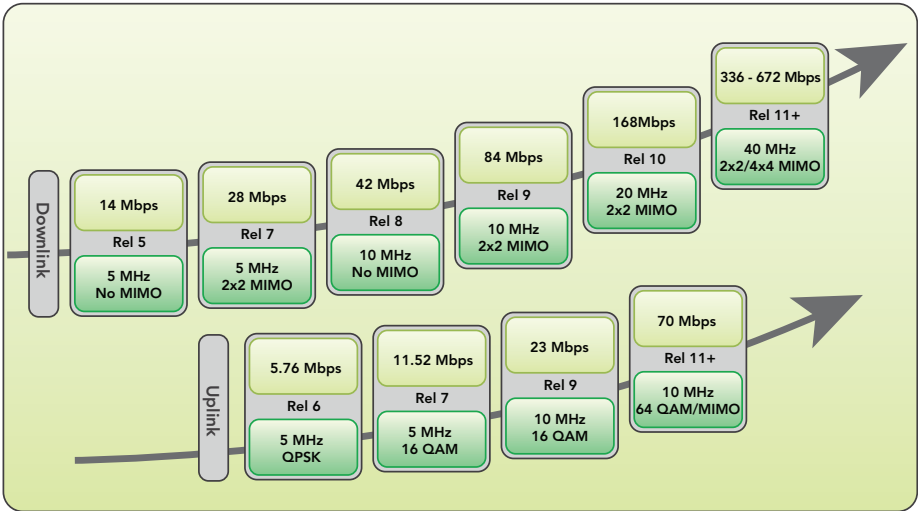 Downlink
14 Mbps
Rel 5
5 MHz
No MIMO
28 Mbps
Rel 7
5 MHz
2x2 MIMO
42 Mbps
Rel 8
10 MHz
No MIMO
84 Mbps
Rel 9
10 MHz
2x2 MIMO
168Mbps
Rel 10
20 MHz
2x2 MIMO
336 - 672 Mbps
Rel 11+
40 MHz
2x2/4x4 MIMO
Uplink
5.76 Mbps
Rel 6
5 MHz
QPSK
11.52 Mbps
Rel 7
5 MHz
16 QAM
23 Mbps
Rel 9
10 MHz
16 QAM
70 Mbps
Rel 11+
10 MHz
64 QAM/MIMO